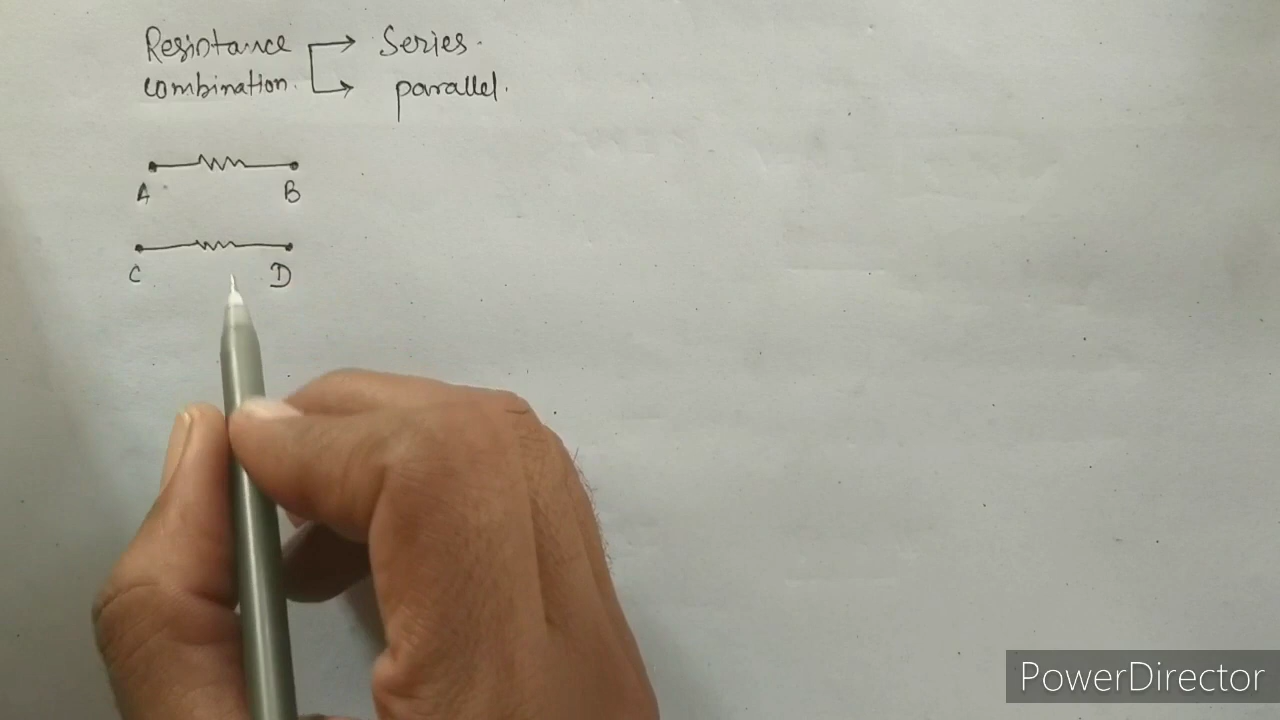 Resistance → Series.
combination. → parallel.
A B
C D
PowerDirector